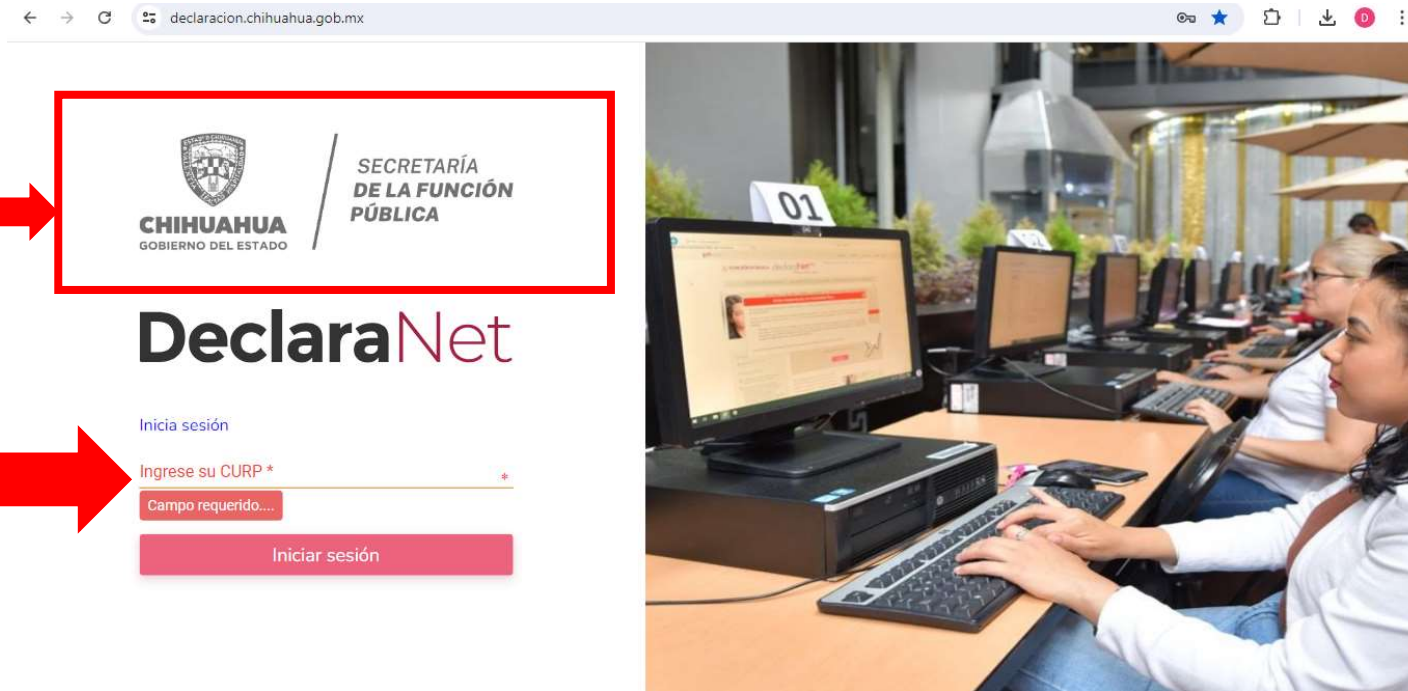 declaracion.chihuahua.gob.mx
D
CHIHUAHUA
GOBIERNO DEL ESTADO
SECRETARÍA
DE LA FUNCIÓN
PÚBLICA
DeclaraNet
Inicia sesión
Ingrese su CURP *
*
Campo requerido....
Iniciar sesión
01